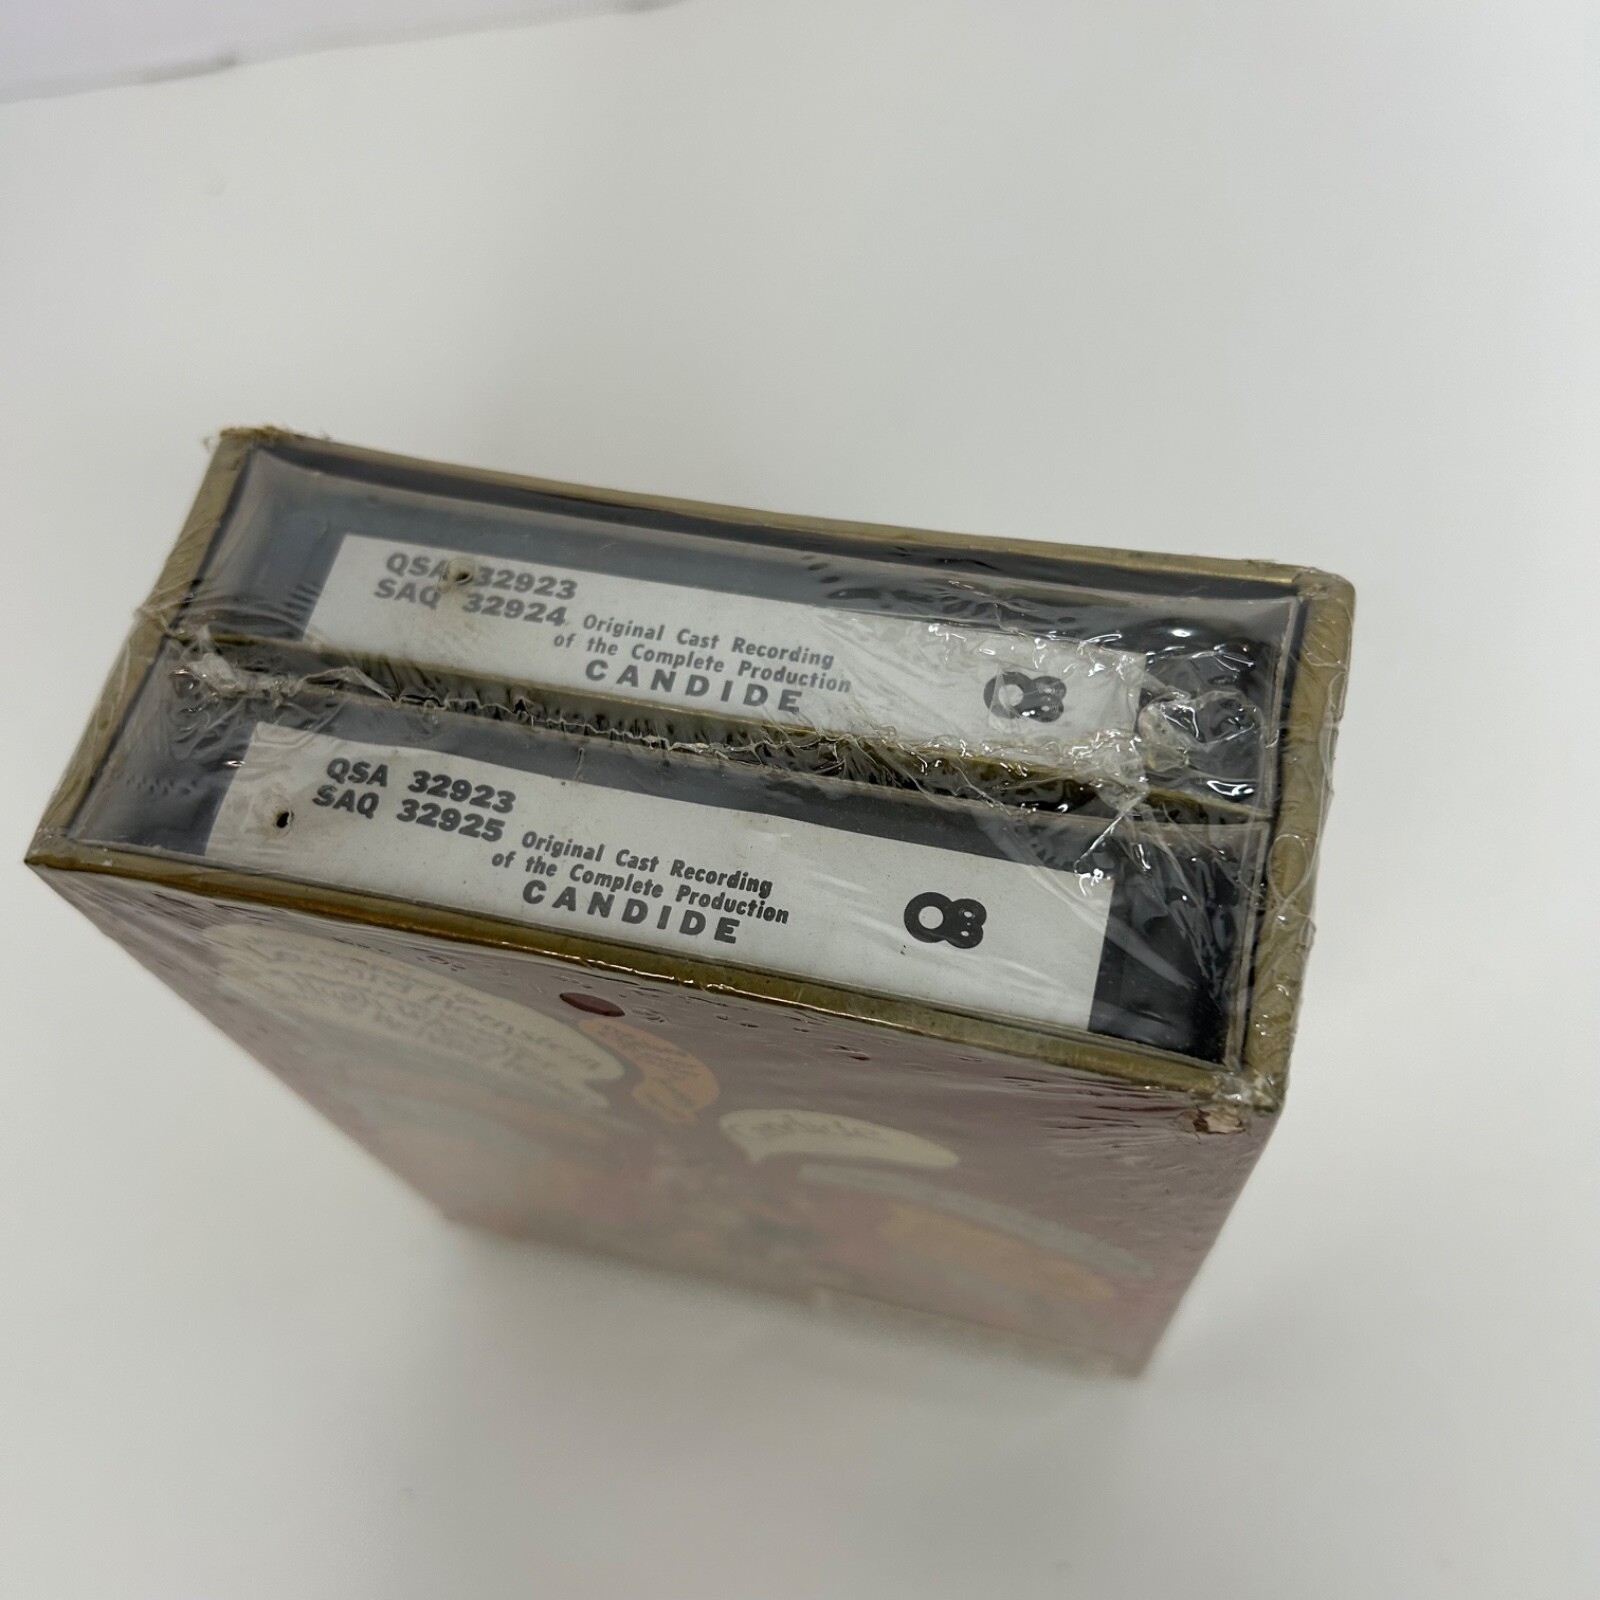 QSA 32923
SAQ 32924
Original Cast Recording
of the Complete Production
CANDIDE
Q8
QSA 32923
SAQ 32925
Original Cast Recording
of the Complete Production
CANDIDE
Q8
Candide